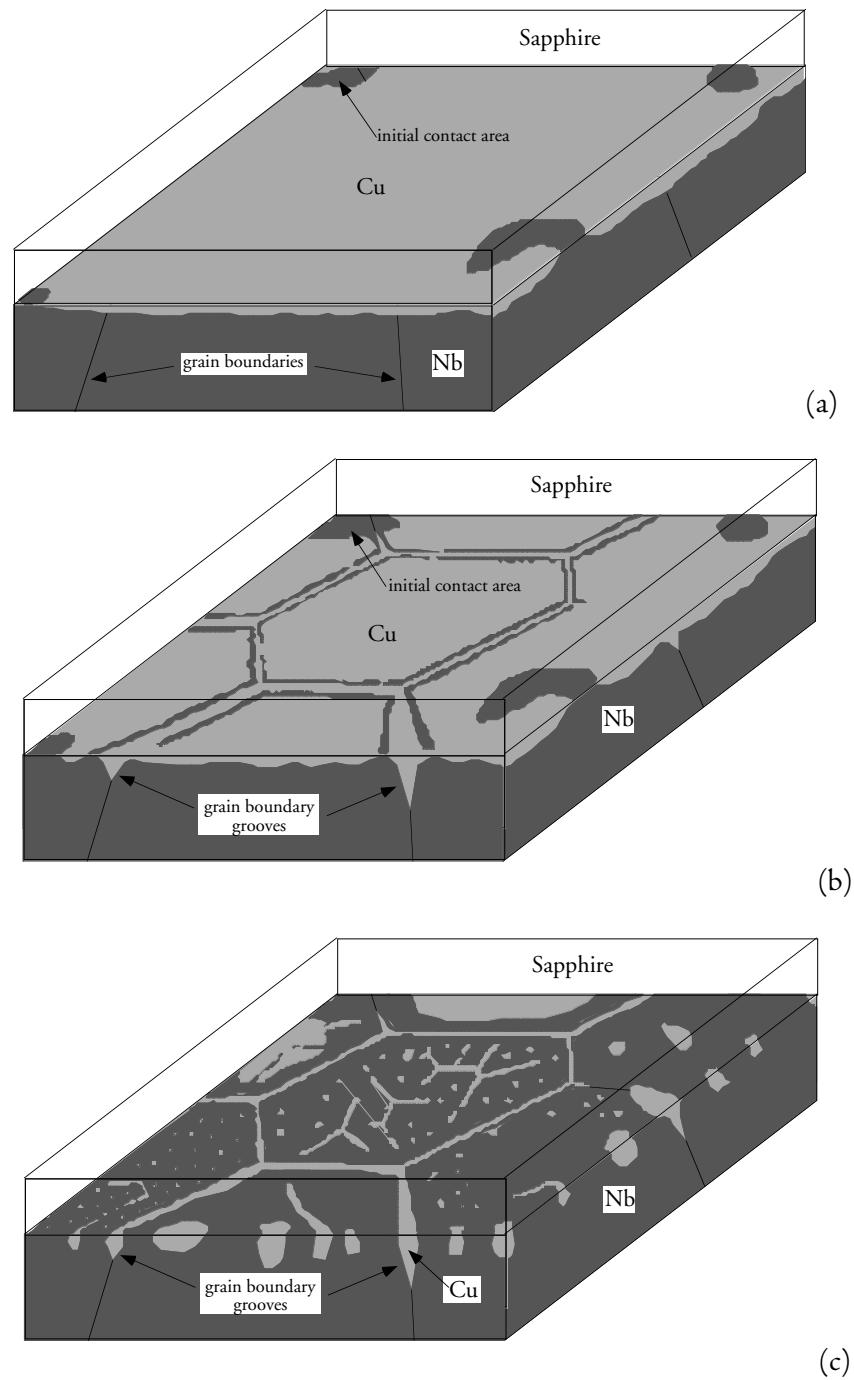 Sapphire
initial contact area
Cu
grain boundaries
Nb
(a)
Sapphire
initial contact area
Cu
Nb
grain boundary
grooves
(b)
Sapphire
Nb
grain boundary
grooves
Cu
(c)